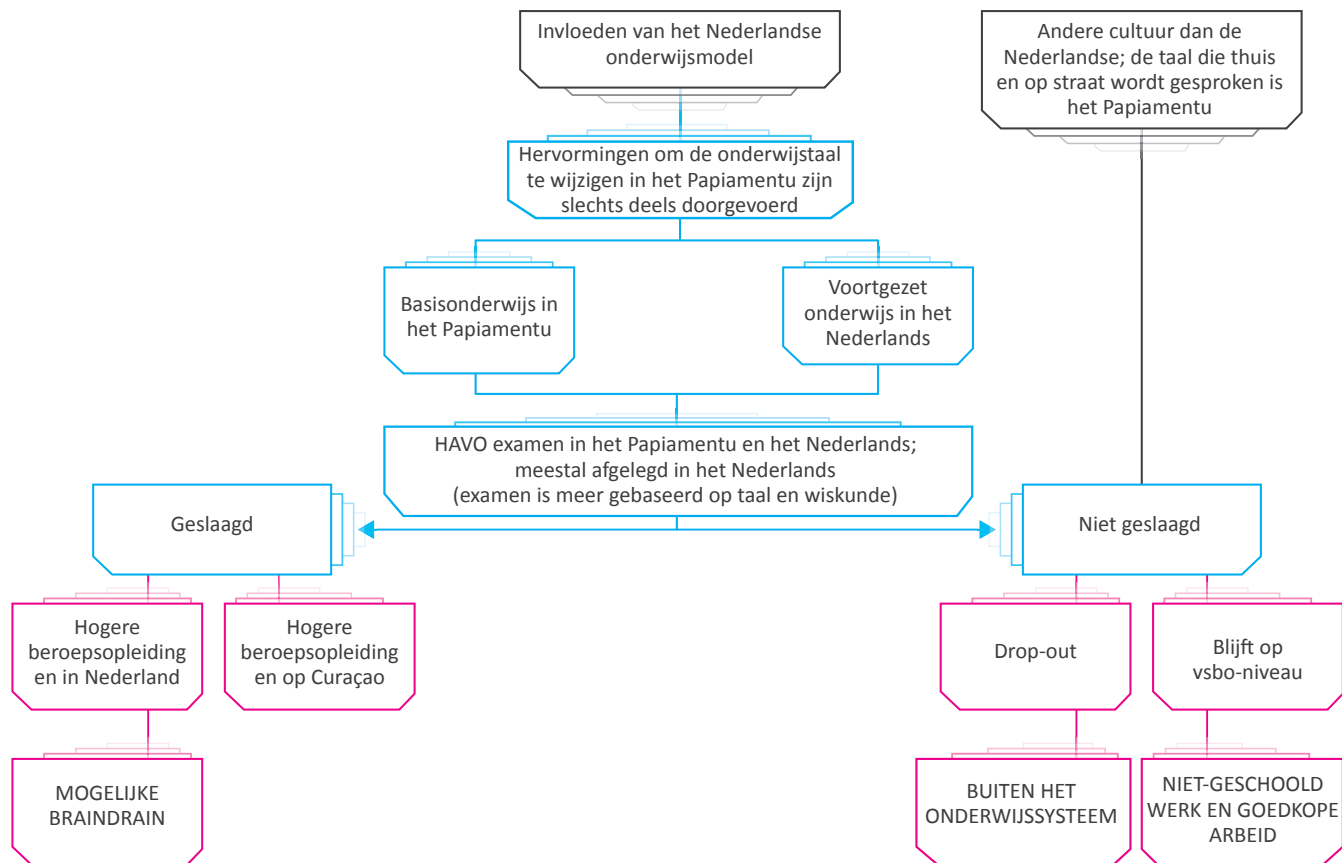 Invloeden van het Nederlandse
onderwijsmodel
Andere cultuur dan de
Nederlandse; de taal die thuis
en op straat wordt gesproken is
het Papiamentu
Hervormingen om de onderwijstaal
te wijzigen in het Papiamentu zijn
slechts deels doorgevoerd
Basisonderwijs in
het Papiamentu
Voortgezet
onderwijs in het
Nederlands
HAVO examen in het Papiamentu en het Nederlands;
meestal afgelegd in het Nederlands
(examen is meer gebaseerd op taal en wiskunde)
Geslaagd
Niet geslaagd
Hogere
beroepsopleiding
en in Nederland
Hogere
beroepsopleiding
en op Curaçao
Drop-out
Blijft op
vsbo-niveau
MOGELIJKE
BRAINDRAIN
BUITEN HET
ONDERWIJSSYSTEEM
NIET-GESCHOOLD
WERK EN GOEDKOPE
ARBEID